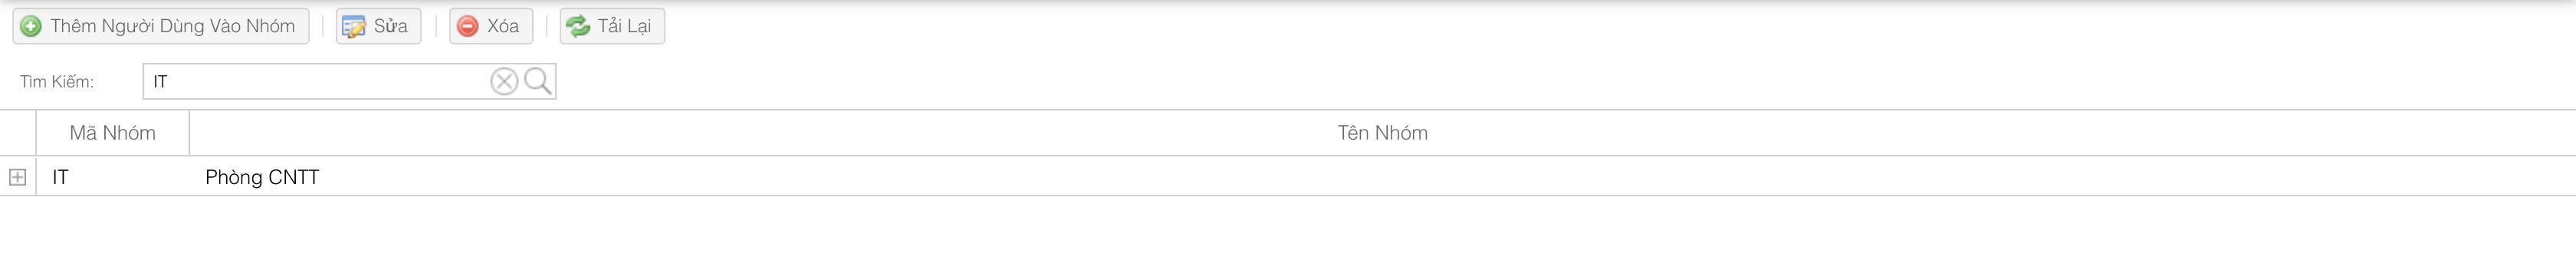 Thêm Người Dùng Vào Nhóm Sửa Xóa Tải Lại
Tìm Kiếm: IT
Mã Nhóm Tên Nhóm
IT Phòng CNTT